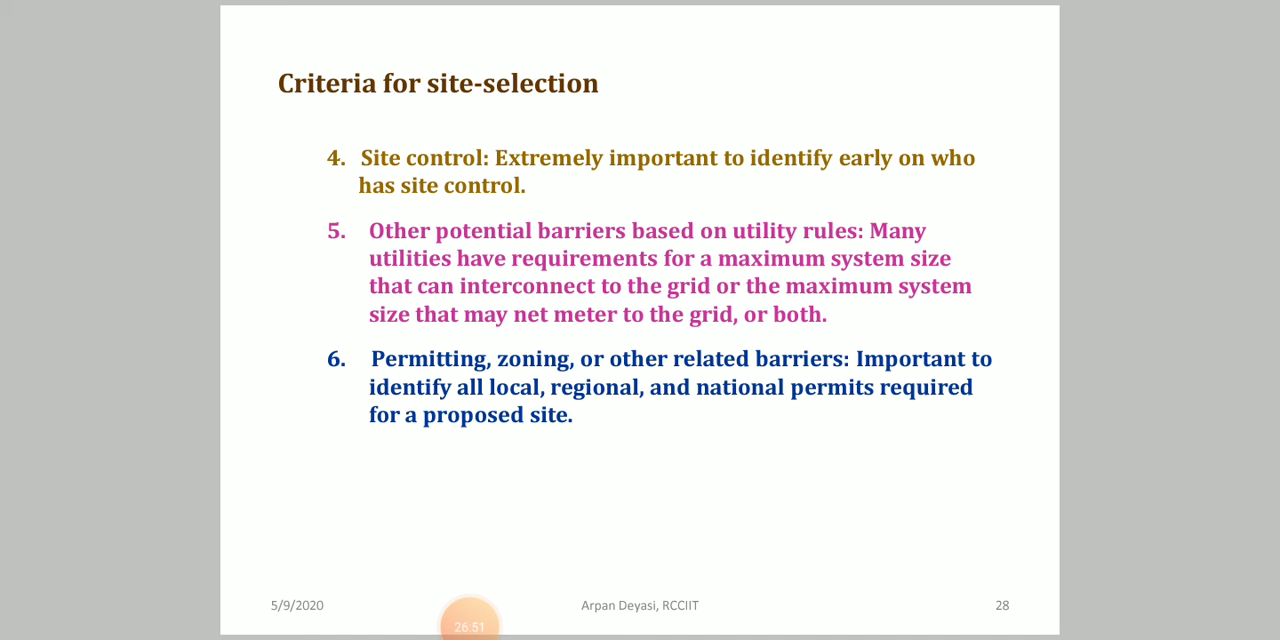 Criteria for site-selection
4. Site control: Extremely important to identify early on who
has site control.
5. Other potential barriers based on utility rules: Many
utilities have requirements for a maximum system size
that can interconnect to the grid or the maximum system
size that may net meter to the grid, or both.
6. Permitting, zoning, or other related barriers: Important to
identify all local, regional, and national permits required
for a proposed site.
5/9/2020 Arpan Deyasi, RCCIIT 28
26:51